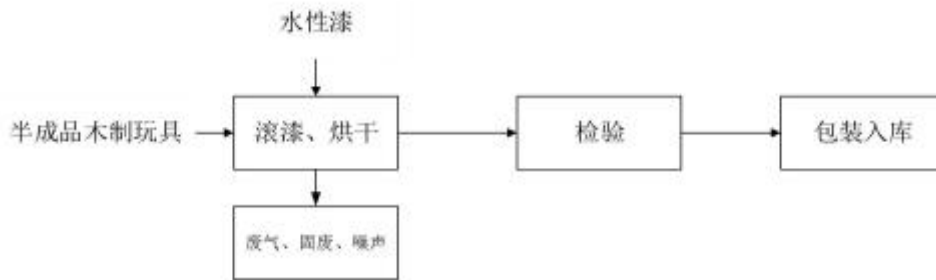 水性漆
半成品木制玩具
滚漆、烘干
检验
包装入库
废气、固废、噪声